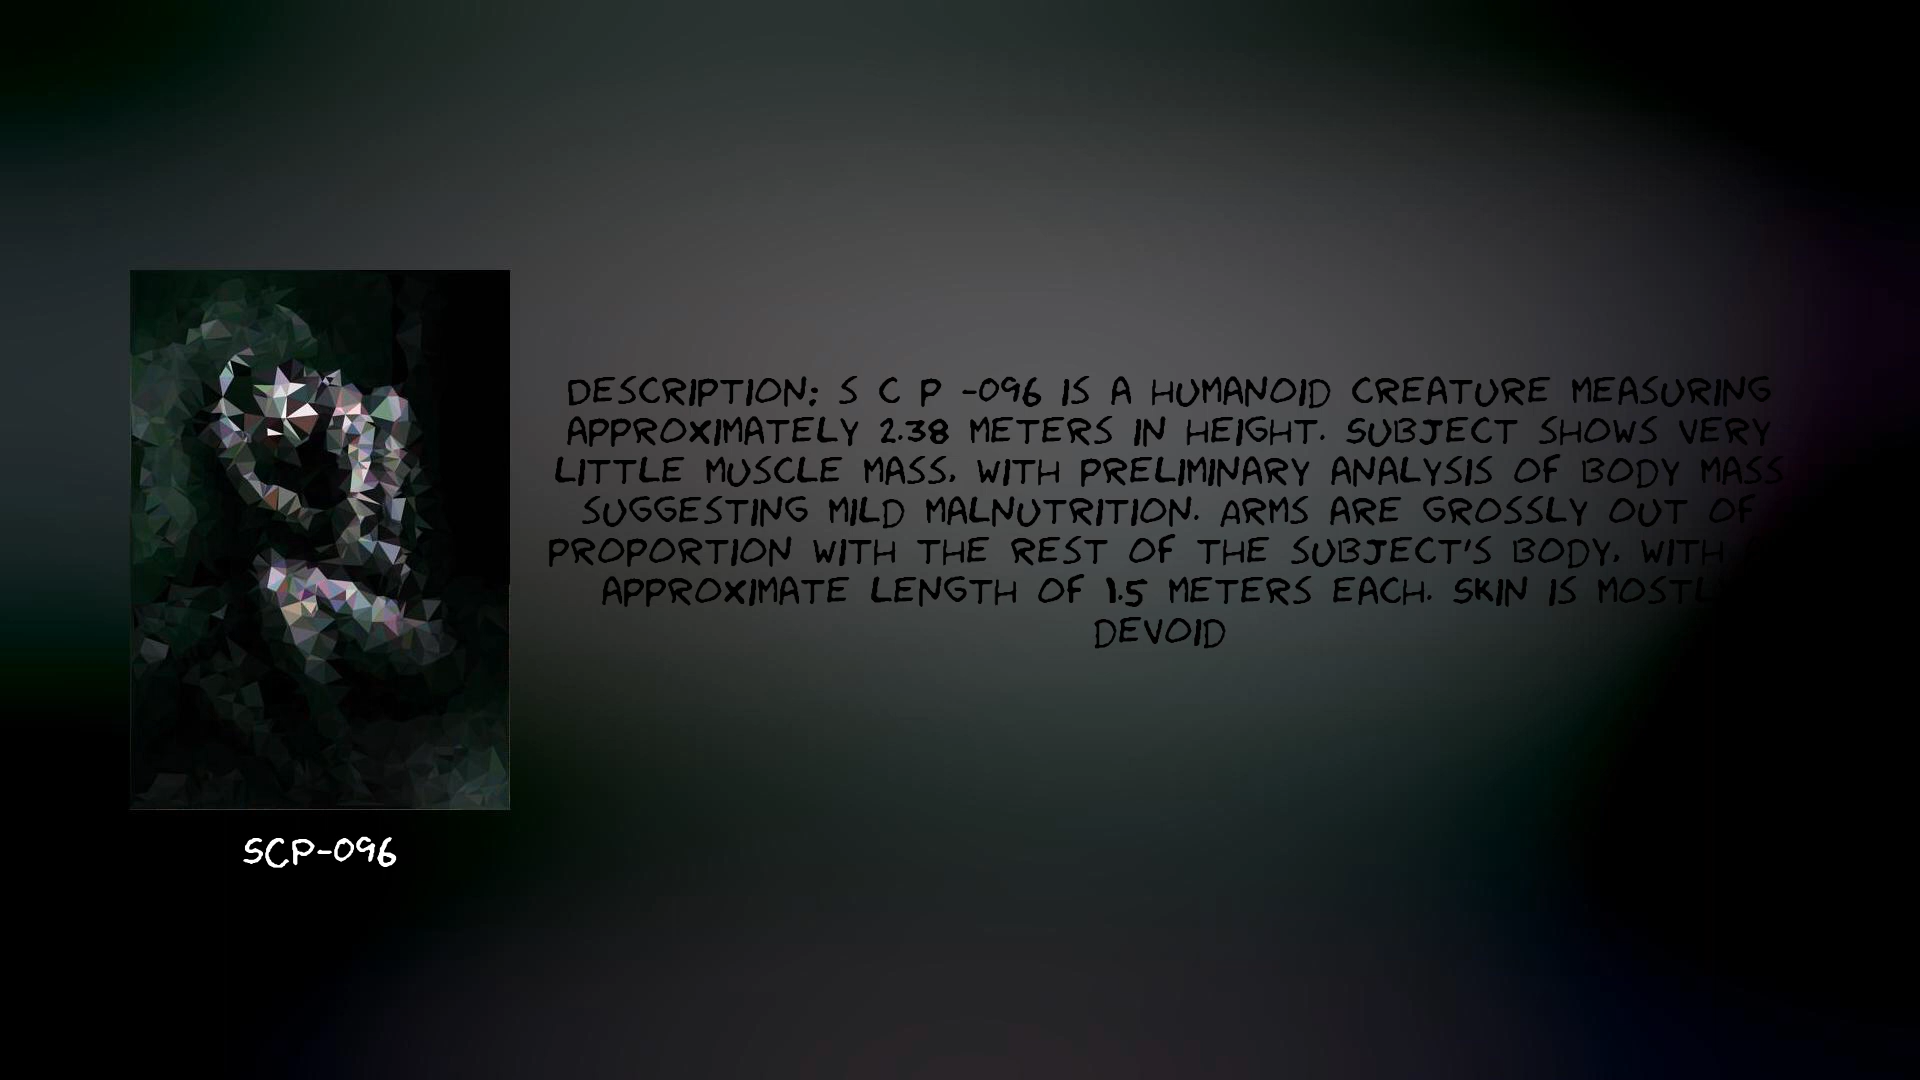 DESCRIPTION: S C P -096 IS A HUMANOID CREATURE MEASURING
APPROXIMATELY 2.38 METERS IN HEIGHT. SUBJECT SHOWS VERY
LITTLE MUSCLE MASS, WITH PRELIMINARY ANALYSIS OF BODY MASS
SUGGESTING MILD MALNUTRITION. ARMS ARE GROSSLY OUT OF
PROPORTION WITH THE REST OF THE SUBJECT'S BODY, WITH
APPROXIMATE LENGTH OF 1.5 METERS EACH. SKIN IS MOSTLY
DEVOID
SCP-096